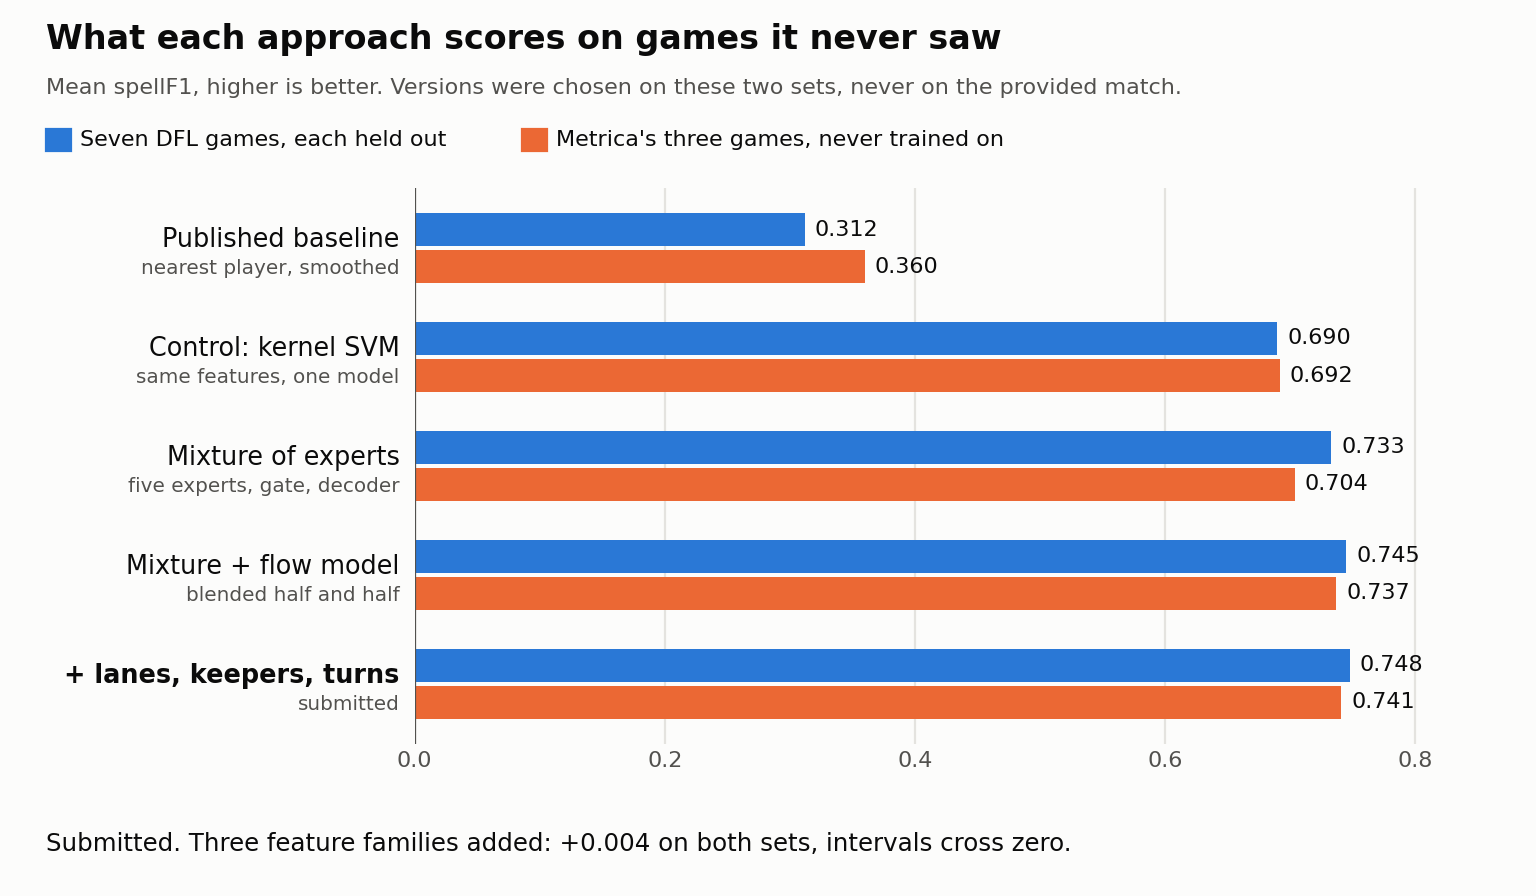 What each approach scores on games it never saw
Mean spellF1, higher is better. Versions were chosen on these two sets, never on the provided match.
Seven DFL games, each held out
Metrica's three games, never trained on
Published baseline
nearest player, smoothed
0.312
0.360
Control: kernel SVM
same features, one model
0.690
0.692
Mixture of experts
five experts, gate, decoder
0.733
0.704
Mixture + flow model
blended half and half
0.745
0.737
+ lanes, keepers, turns
submitted
0.748
0.741
0.0
0.2
0.4
0.6
0.8
Submitted. Three feature families added: +0.004 on both sets, intervals cross zero.